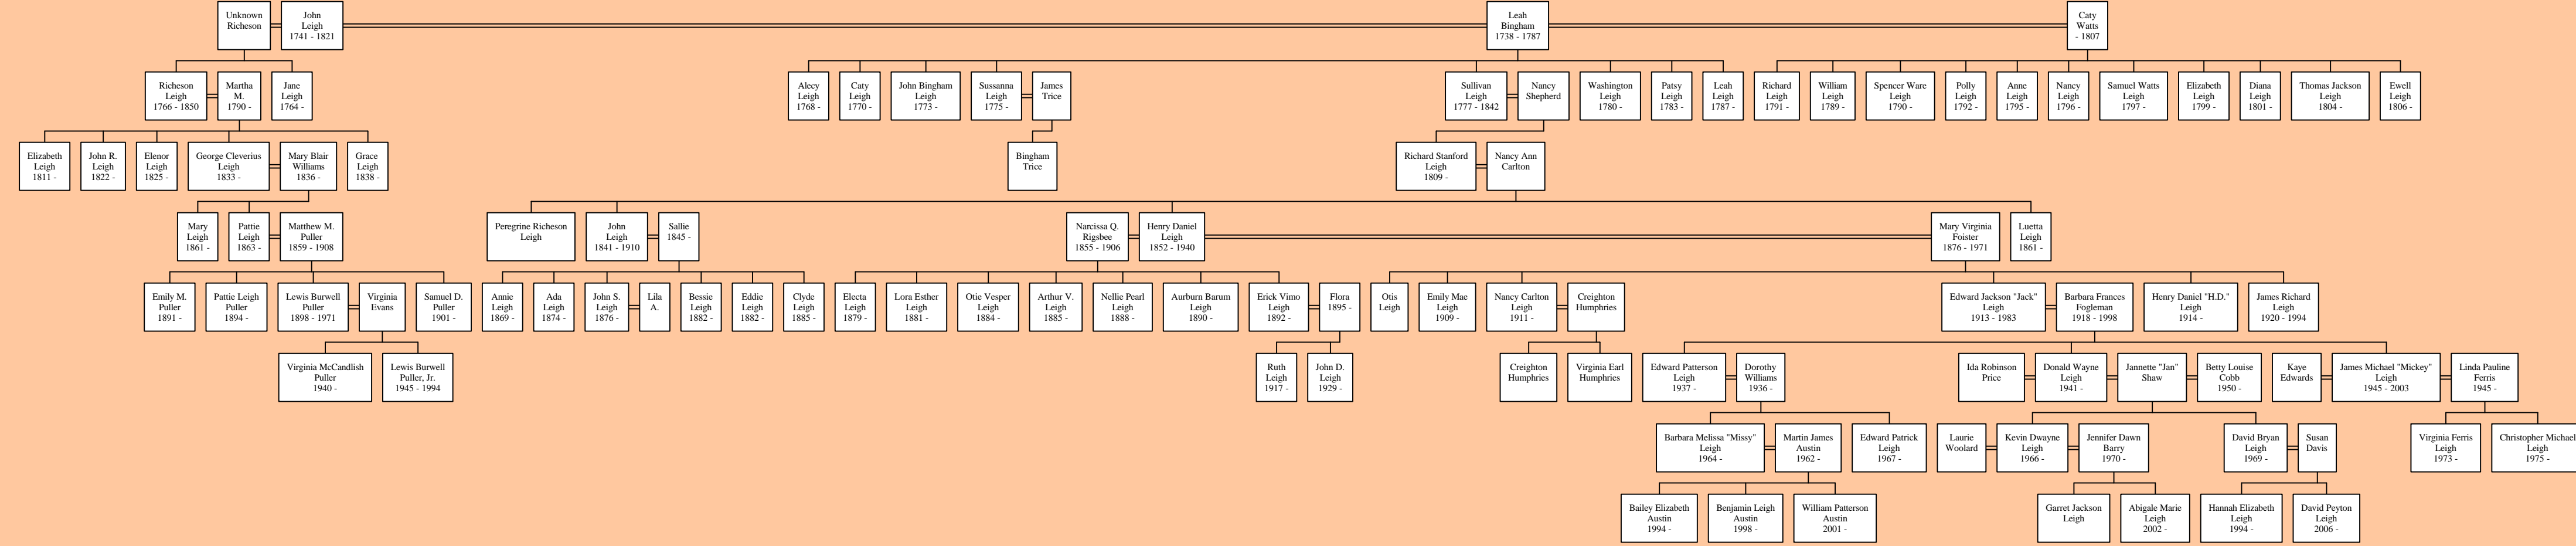 Unknown
Richeson
John
Leigh
1741 - 1821
Leah
Bingham
1738 - 1787
Caty
Watts
- 1807
Richeson
Leigh
1766 - 1850
Martha
M.
1790 -
Jane
Leigh
1764 -
Alecy
Leigh
1768 -
Caty
Leigh
1770 -
John Bingham
Leigh
1773 -
Susanna
Leigh
1775 -
James
Trice
Sullivan
Leigh
1777 - 1842
Nancy
Shepherd
Washington
Leigh
1780 -
Patsy
Leigh
1783 -
Leah
Leigh
1787 -
Richard
Leigh
1791 -
William
Leigh
1789 -
Spencer Ware
Leigh
1790 -
Polly
Leigh
1792 -
Anne
Leigh
1795 -
Nancy
Leigh
1796 -
Samuel Watts
Leigh
1797 -
Elizabeth
Leigh
1799 -
Diana
Leigh
1801 -
Thomas Jackson
Leigh
1804 -
Ewell
Leigh
1806 -
Elizabeth
Leigh
1811 -
John R.
Leigh
1822 -
Elenor
Leigh
1825 -
George Cleverius
Leigh
1833 -
Mary Blair
Williams
1836 -
Grace
Leigh
1838 -
Bingham
Trice
Richard Stanford
Leigh
1809 -
Nancy Ann
Carlton
Mary
Leigh
1861 -
Pattie
Leigh
1863 -
Matthew M.
Puller
1859 - 1908
Peregrine Richeson
Leigh
John
Leigh
1841 - 1910
Sallie
1845 -
Narcissa Q.
Rigsbee
1855 - 1906
Henry Daniel
Leigh
1852 - 1940
Mary Virginia
Foister
1876 - 1971
Luetta
Leigh
1861 -
Emily M.
Puller
1891 -
Pattie Leigh
Puller
1894 -
Lewis Burwell
Puller
1898 - 1971
Virginia
Evans
Samuel D.
Puller
1901 -
Annie
Leigh
1869 -
Ada
Leigh
1874 -
John S.
Leigh
1876 -
Lila
A.
Bessie
Leigh
1882 -
Eddie
Leigh
1882 -
Clyde
Leigh
1885 -
Electa
Leigh
1879 -
Lora Esther
Leigh
1881 -
Otie Vesper
Leigh
1884 -
Arthur V.
Leigh
1885 -
Nellie Pearl
Leigh
1888 -
Aurburn Barum
Leigh
1890 -
Erick Vimo
Leigh
1892 -
Flora
1895 -
Otis
Leigh
Emily Mae
Leigh
1909 -
Nancy Carlton
Leigh
1911 -
Creighton
Humphries
Edward Jackson "Jack"
Leigh
1913 - 1983
Barbara Frances
Fogleman
1918 - 1998
Henry Daniel "H.D."
Leigh
1914 -
James Richard
Leigh
1920 - 1994
Virginia McCandlish
Puller
1940 -
Lewis Burwell
Puller, Jr.
1945 - 1994
Ruth
Leigh
1917 -
John D.
Leigh
1929 -
Creighton
Humphries
Virginia Earl
Humphries
Edward Patterson
Leigh
1937 -
Dorothy
Williams
1936 -
Ida Robinson
Price
Donald Wayne
Leigh
1941 -
Jannette "Jan"
Shaw
Betty Louise
Cobb
1950 -
Kaye
Edwards
James Michael "Mickey"
Leigh
1945 - 2003
Linda Pauline
Ferris
1945 -
Barbara Melissa "Missy"
Leigh
1964 -
Martin James
Austin
1962 -
Edward Patrick
Leigh
1967 -
Laurie
Woolard
Kevin Dwayne
Leigh
1966 -
Jennifer Dawn
Barry
1970 -
David Bryan
Leigh
1969 -
Susan
Davis
Virginia Ferris
Leigh
1973 -
Christopher Michael
Leigh
1975 -
Bailey Elizabeth
Austin
1994 -
Benjamin Leigh
Austin
1998 -
William Patterson
Austin
2001 -
Garret Jackson
Leigh
Abigale Marie
Leigh
2002 -
Hannah Elizabeth
Leigh
1994 -
David Peyton
Leigh
2006 -